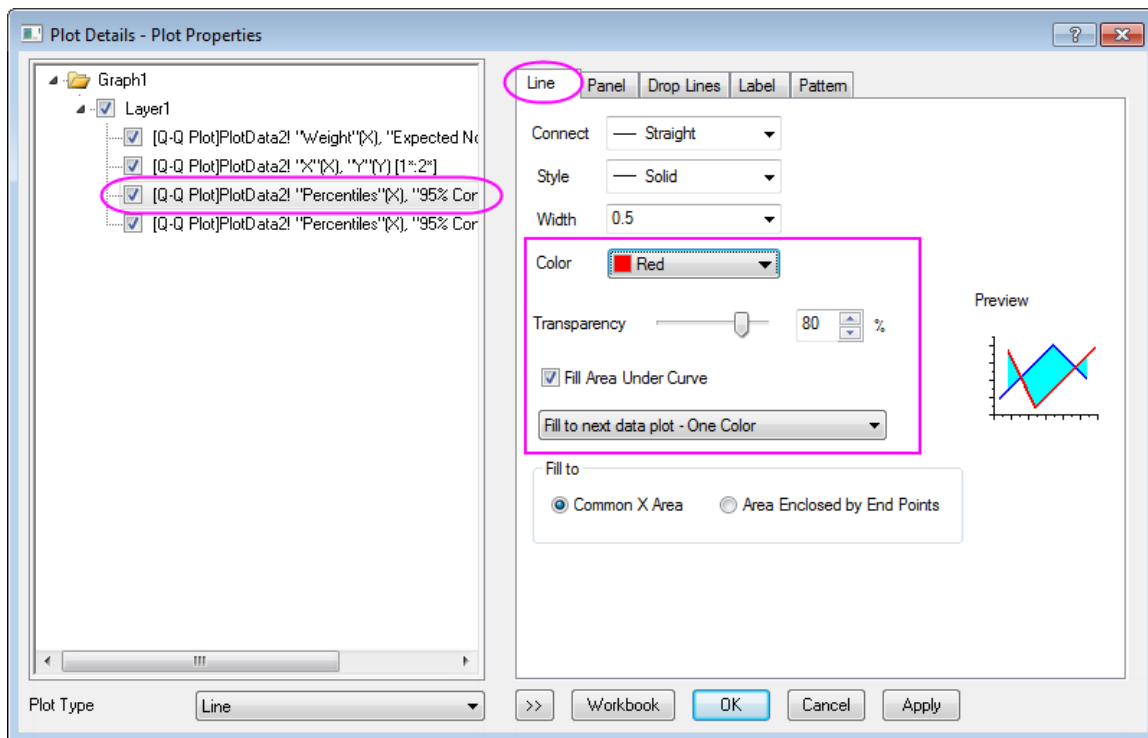 Plot Details - Plot Properties
Graph1
Layer1
[Q-Q Plot]PlotData2! "Weight"(X), "Expected No
[Q-Q Plot]PlotData2! "X"(X), "Y"(Y) [1*:2*]
[Q-Q Plot]PlotData2! "Percentiles"(X), "95% Cor
[Q-Q Plot]PlotData2! "Percentiles"(X), "95% Cor
Plot Type
Line
Line Panel Drop Lines Label Pattern
Connect Straight
Style Solid
Width 0.5
Color Red
Transparency 80 %
Fill Area Under Curve
Fill to next data plot - One Color
Fill to
Common X Area Area Enclosed by End Points
Preview
>> Workbook OK Cancel Apply